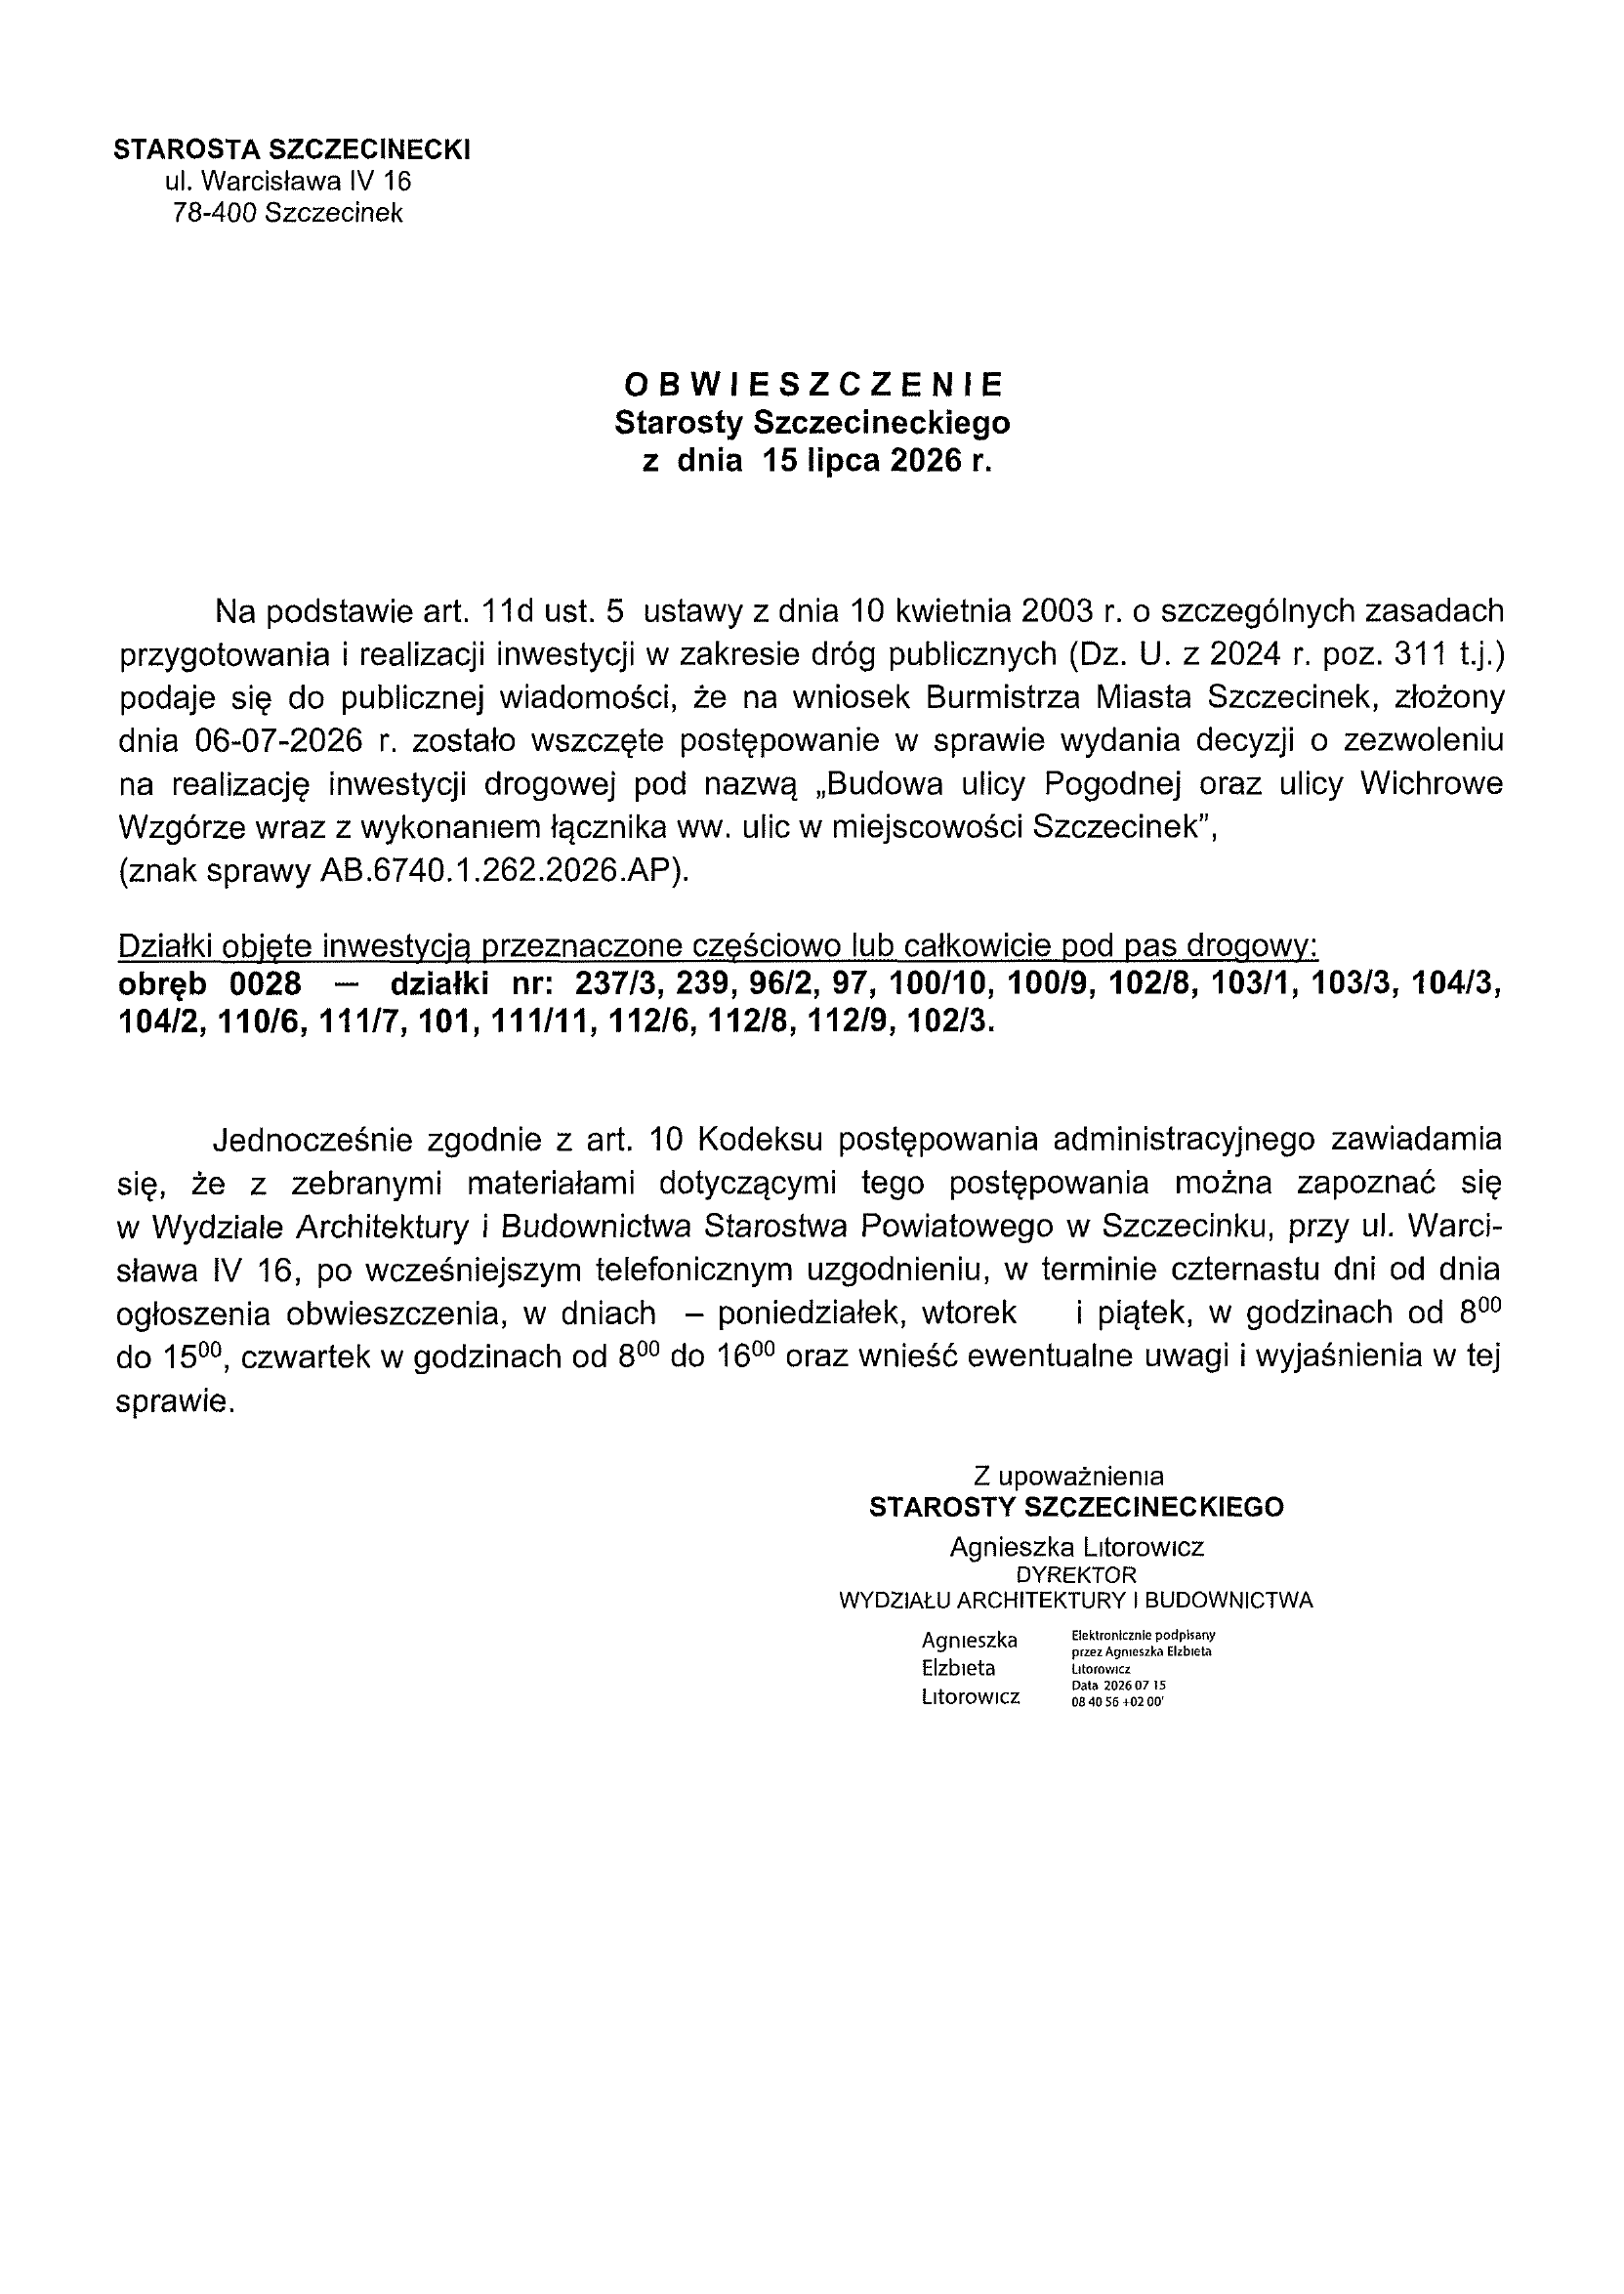 STAROSTA SZCZECINECKI
ul. Warcisława IV 16
78-400 Szczecinek
OBWIESZCZENIE
Starosty Szczecineckiego
z dnia 15 lipca 2026 r.
Na podstawie art. 11d ust. 5 ustawy z dnia 10 kwietnia 2003 r. o szczególnych zasadach
przygotowania i realizacji inwestycji w zakresie dróg publicznych (Dz. U. z 2024 r. poz. 311 t.j.)
podaje się do publicznej wiadomości, że na wniosek Burmistrza Miasta Szczecinek, złożony
dnia 06-07-2026 r. zostało wszczęte postępowanie w sprawie wydania decyzji o zezwoleniu
na realizację inwestycji drogowej pod nazwą „Budowa ulicy Pogodnej oraz ulicy Wichrowe
Wzgórze wraz z wykonaniem łącznika ww. ulic w miejscowości Szczecinek”,
(znak sprawy AB.6740.1.262.2026.AP).
Działki objęte inwestycją przeznaczone częściowo lub całkowicie pod pas drogowy:
obręb 0028 – działki nr: 237/3, 239, 96/2, 97, 100/10, 100/9, 102/8, 103/1, 103/3, 104/3,
104/2, 110/6, 111/7, 101, 111/11, 112/6, 112/8, 112/9, 102/3.
Jednocześnie zgodnie z art. 10 Kodeksu postępowania administracyjnego zawiadamia
się, że z zebranymi materiałami dotyczącymi tego postępowania można zapoznać się
w Wydziale Architektury i Budownictwa Starostwa Powiatowego w Szczecinku, przy ul. Warci-
sława IV 16, po wcześniejszym telefonicznym uzgodnieniu, w terminie czternastu dni od dnia
ogłoszenia obwieszczenia, w dniach – poniedziałek, wtorek i piątek, w godzinach od 8⁰⁰
do 15⁰⁰, czwartek w godzinach od 8⁰⁰ do 16⁰⁰ oraz wnieść ewentualne uwagi i wyjaśnienia w tej
sprawie.
Z upoważnienia
STAROSTY SZCZECINECKIEGO
Agnieszka Litorowicz
DYREKTOR
WYDZIAŁU ARCHITEKTURY I BUDOWNICTWA
Agnieszka
Elzbieta
Litorowicz
Elektronicznie podpisany
przez Agnieszka Elzbieta
Litorowicz
Data 2026 07 15
08 40 56 +02 00'